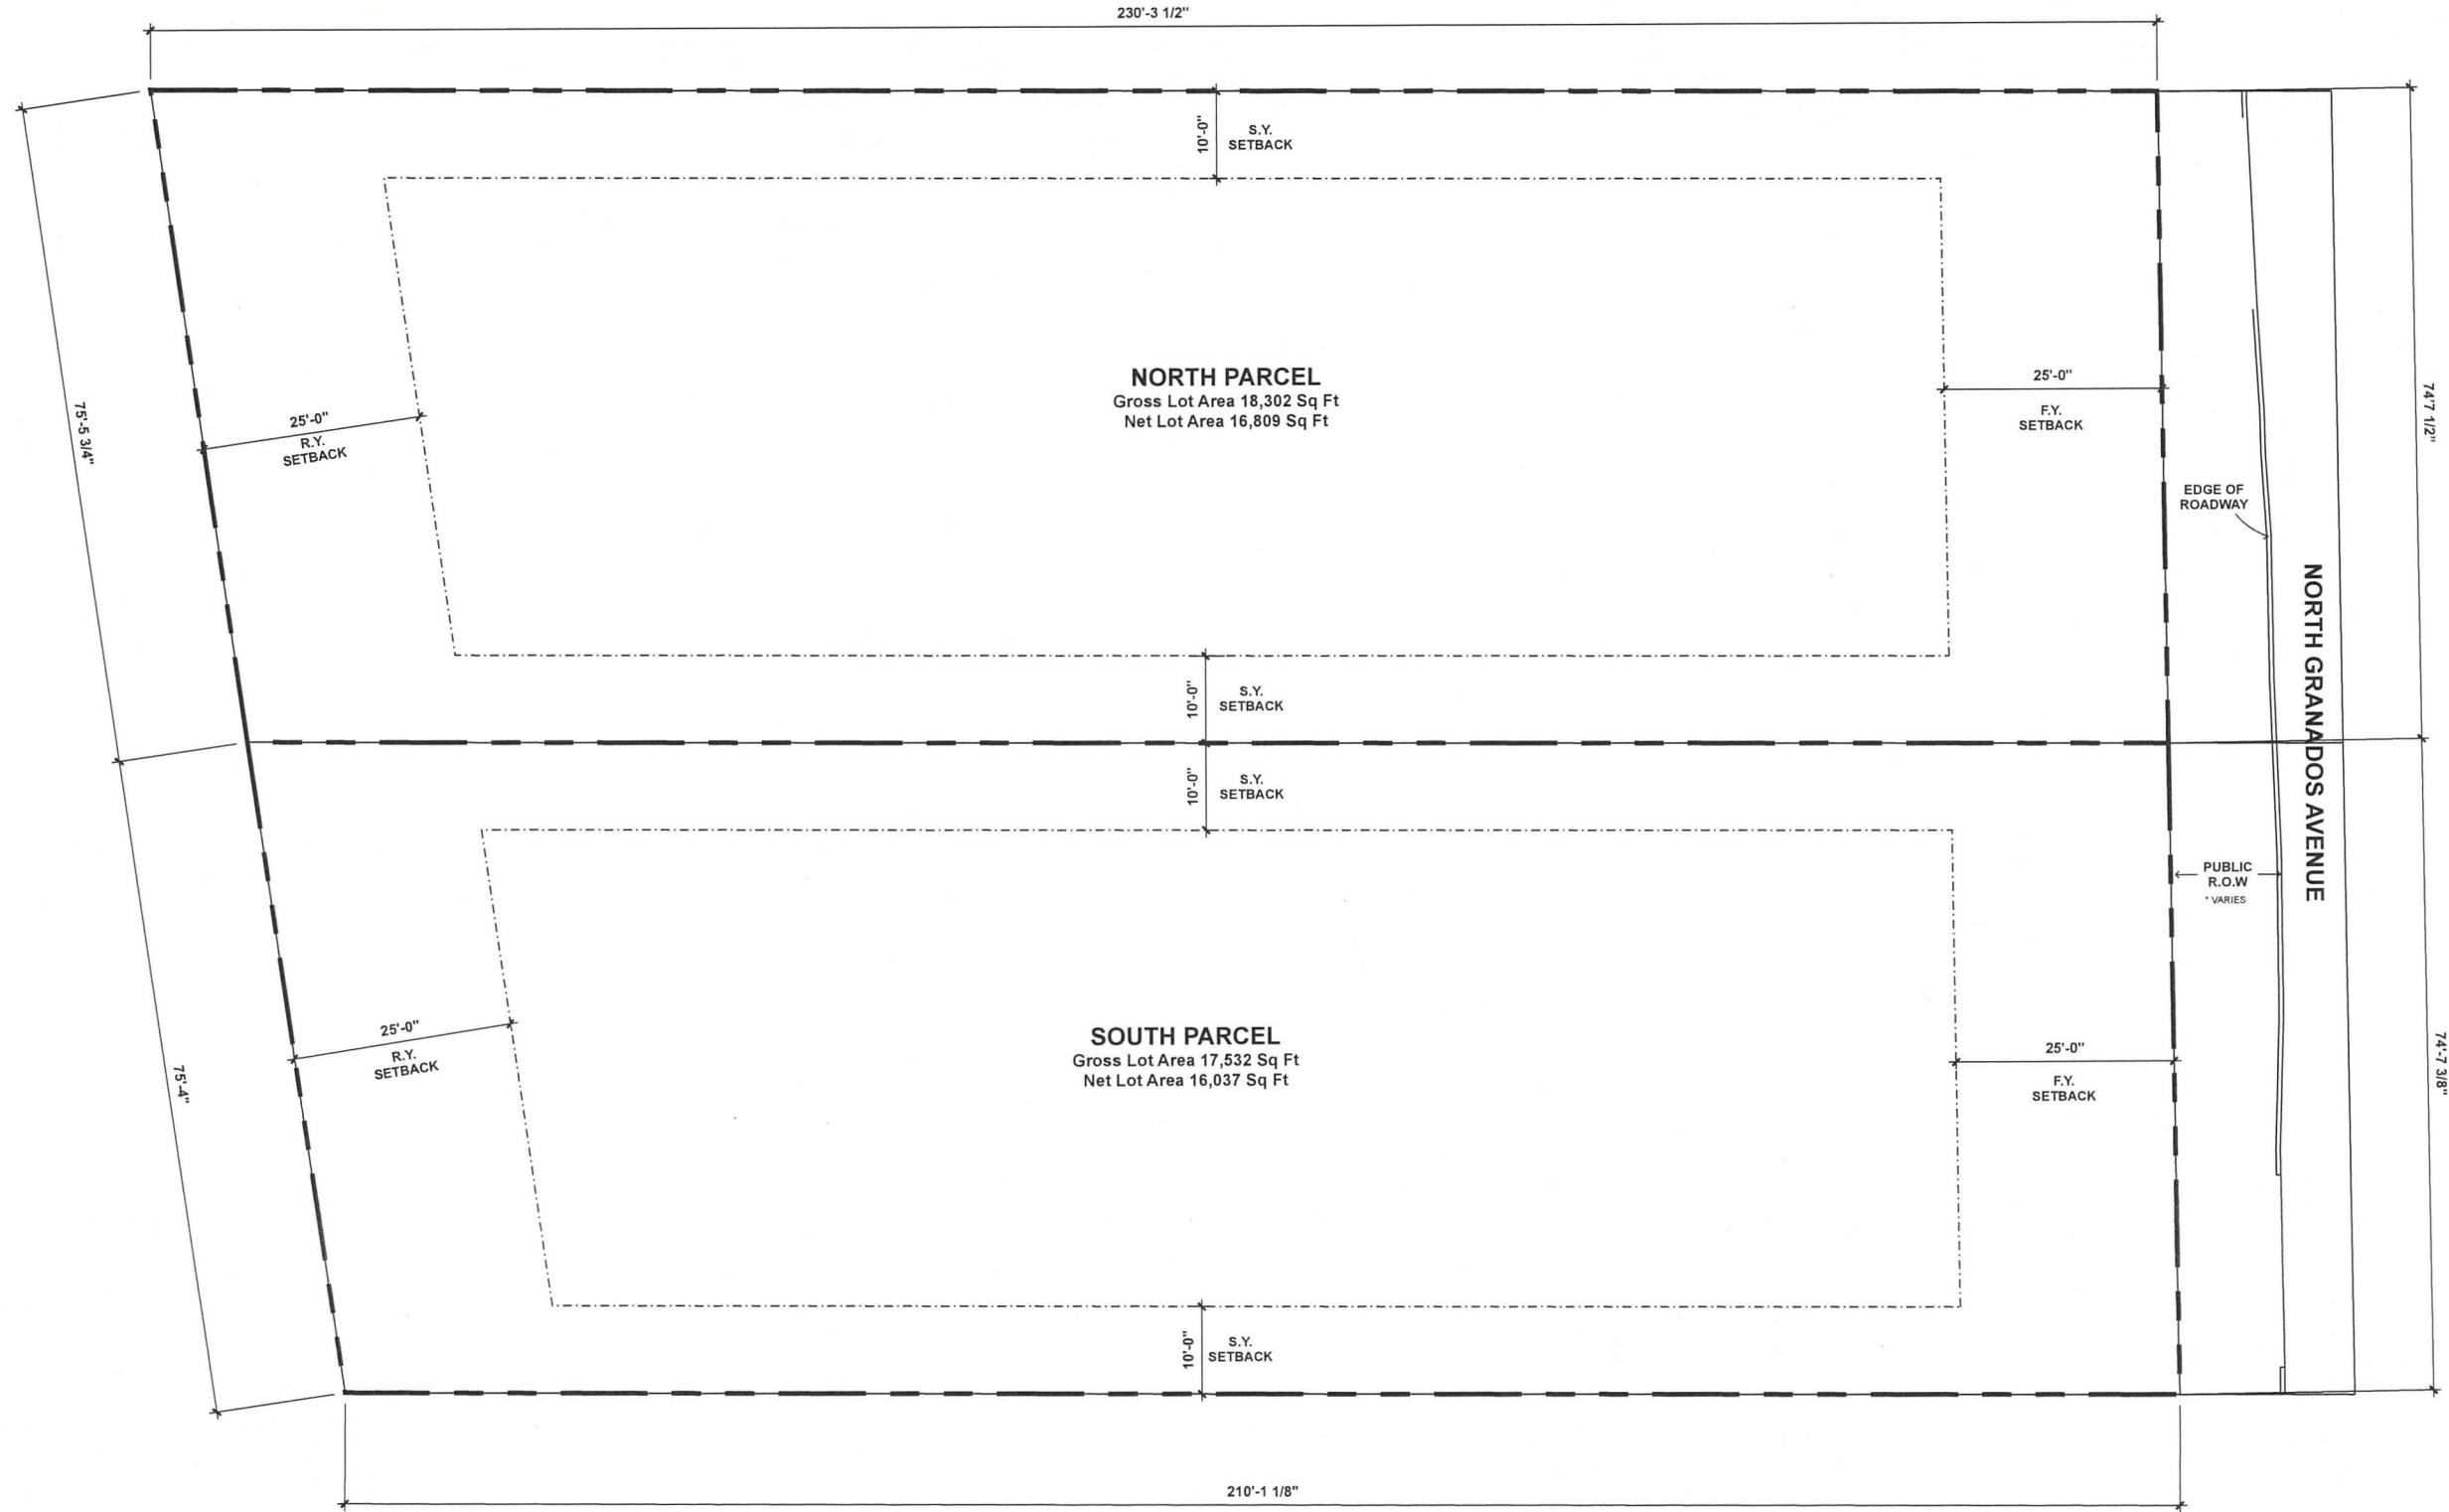 230'-3 1/2"
10'-0"
S.Y.
SETBACK
75'-5 3/4"
25'-0"
R.Y.
SETBACK
NORTH PARCEL
Gross Lot Area 18,302 Sq Ft
Net Lot Area 16,809 Sq Ft
25'-0"
F.Y.
SETBACK
74'7 1/2"
EDGE OF
ROADWAY
NORTH GRANADOS AVENUE
10'-0"
S.Y.
SETBACK
10'-0"
S.Y.
SETBACK
PUBLIC
R.O.W
* VARIES
75'-4"
25'-0"
R.Y.
SETBACK
SOUTH PARCEL
Gross Lot Area 17,532 Sq Ft
Net Lot Area 16,037 Sq Ft
25'-0"
F.Y.
SETBACK
74'-7 3/8"
10'-0"
S.Y.
SETBACK
210'-1 1/8"